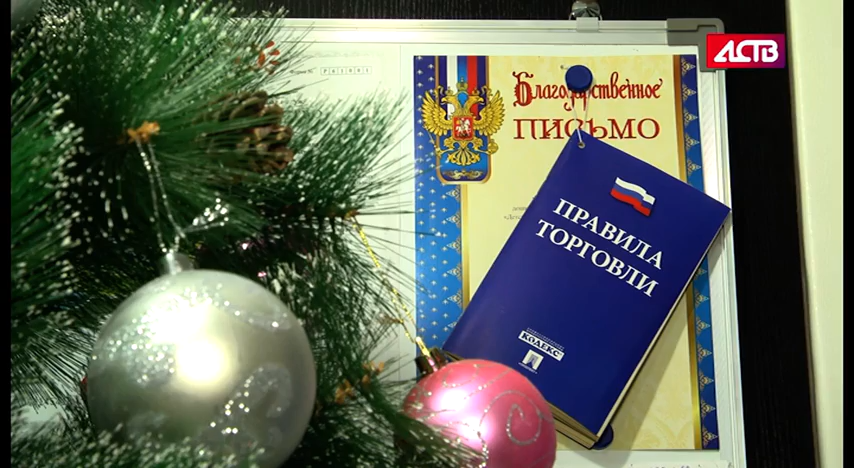 АСТВ
Благодарственное
ПИСЬМО
ПРАВИЛА
ТОРГОВЛИ
КОДЕКС